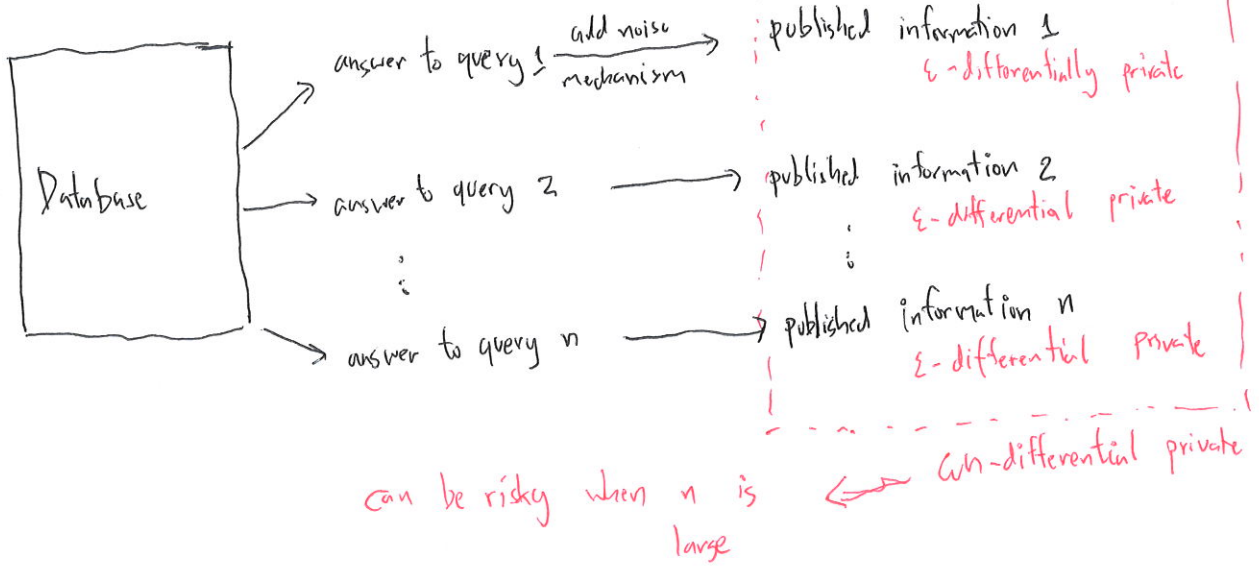 add noise
answer to query 1
mechanism
published information 1
ε-differentially private
Database
answer to query 2
published information 2
ε-differential private
answer to query n
published information n
ε-differential private
-differential private
can be risky when n is
large